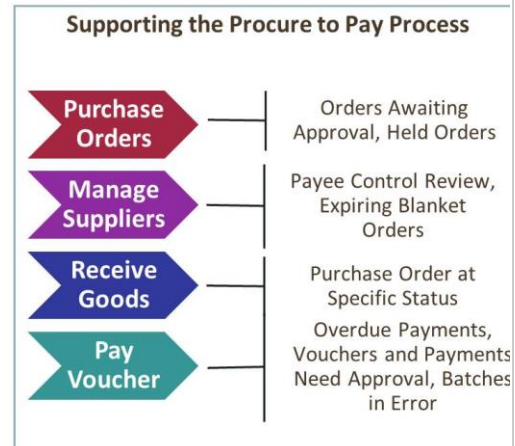 Supporting the Procure to Pay Process
Purchase
Orders
Orders Awaiting
Approval, Held Orders
Manage
Suppliers
Payee Control Review,
Expiring Blanket
Orders
Receive
Goods
Purchase Order at
Specific Status
Pay
Voucher
Overdue Payments,
Vouchers and Payments
Need Approval, Batches
in Error